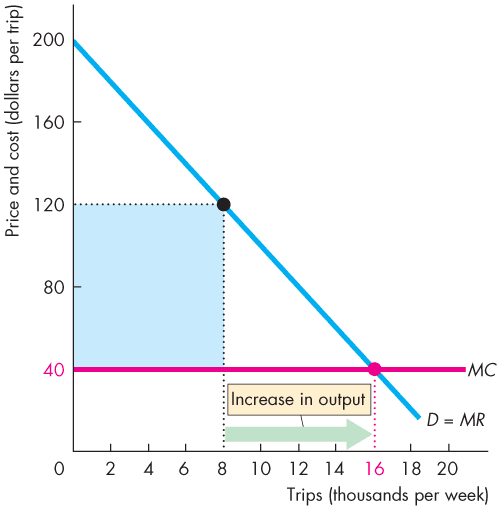 Price and cost (dollars per trip)
200
160
120
80
40
MC
Increase in output
D = MR
0 2 4 6 8 10 12 14 16 18 20
Trips (thousands per week)